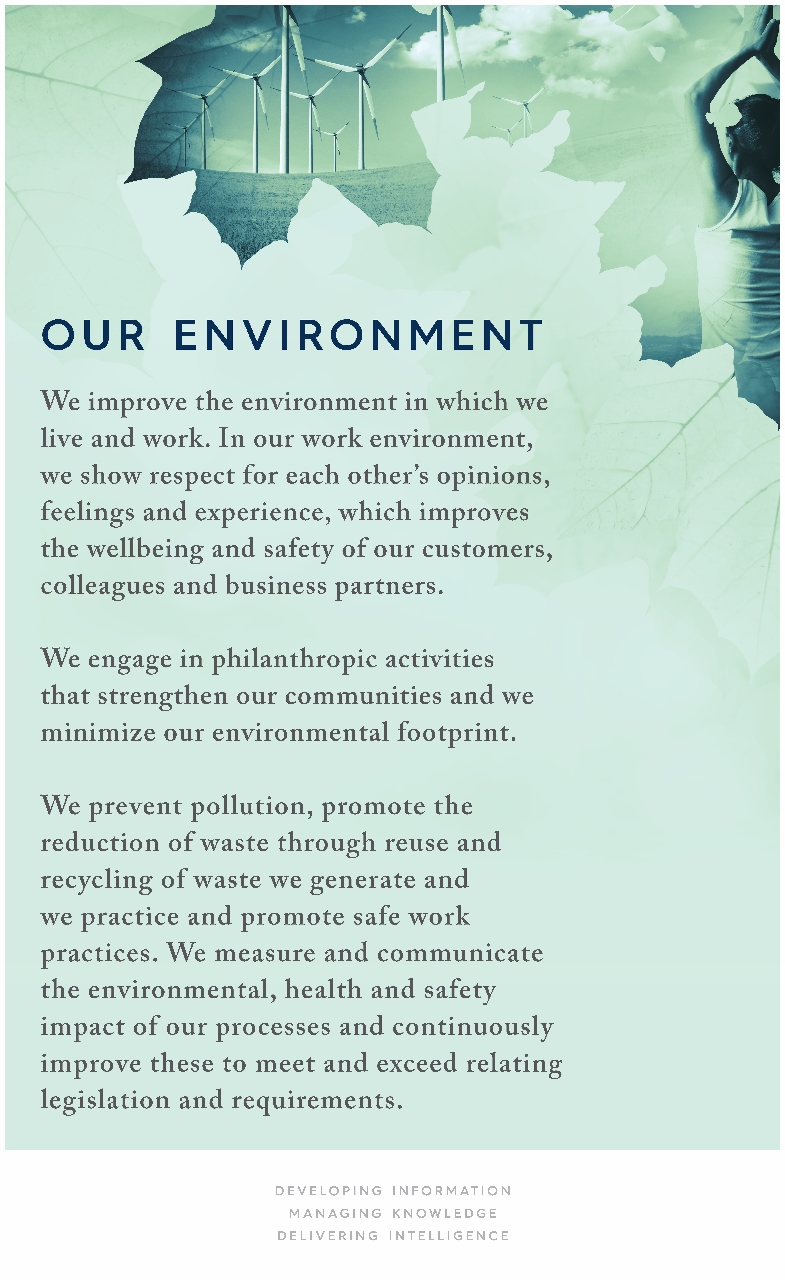 OUR ENVIRONMENT
We improve the environment in which we
live and work. In our work environment,
we show respect for each other’s opinions,
feelings and experience, which improves
the wellbeing and safety of our customers,
colleagues and business partners.
We engage in philanthropic activities
that strengthen our communities and we
minimize our environmental footprint.
We prevent pollution, promote the
reduction of waste through reuse and
recycling of waste we generate and
we practice and promote safe work
practices. We measure and communicate
the environmental, health and safety
impact of our processes and continuously
improve these to meet and exceed relating
legislation and requirements.
DEVELOPING INFORMATION
MANAGING KNOWLEDGE
DELIVERING INTELLIGENCE